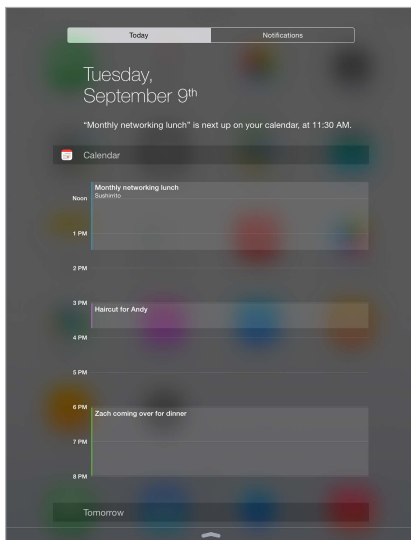 Today
Notifications
Tuesday,
September 9th
“Monthly networking lunch” is next up on your calendar, at 11:30 AM.
Calendar
Monthly networking lunch
Sushirrito
Noon
1 PM
2 PM
3 PM
Haircut for Andy
4 PM
5 PM
6 PM
Zach coming over for dinner
7 PM
8 PM
Tomorrow